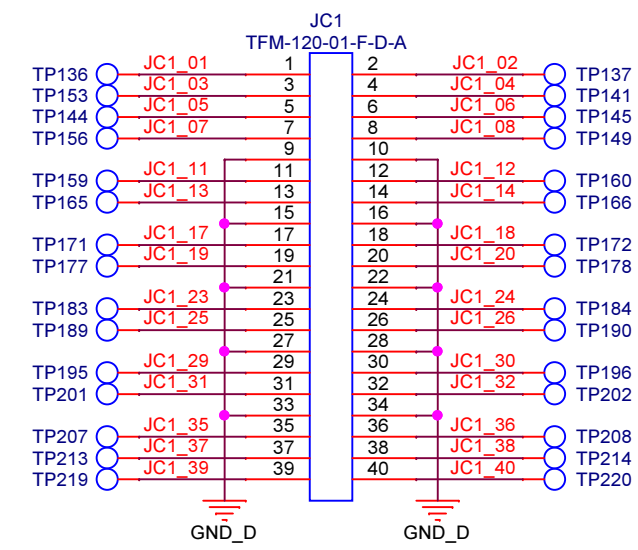 JC1
TFM-120-01-F-D-A
TP136 JC1_01 1 2 JC1_02 TP137
TP153 JC1_03 3 4 JC1_04 TP141
TP144 JC1_05 5 6 JC1_06 TP145
TP156 JC1_07 7 8 JC1_08 TP149
9 10
TP159 JC1_11 11 12 JC1_12 TP160
TP165 JC1_13 13 14 JC1_14 TP166
15 16
TP171 JC1_17 17 18 JC1_18 TP172
TP177 JC1_19 19 20 JC1_20 TP178
21 22
TP183 JC1_23 23 24 JC1_24 TP184
TP189 JC1_25 25 26 JC1_26 TP190
27 28
TP195 JC1_29 29 30 JC1_30 TP196
TP201 JC1_31 31 32 JC1_32 TP202
33 34
TP207 JC1_35 35 36 JC1_36 TP208
TP213 JC1_37 37 38 JC1_38 TP214
TP219 JC1_39 39 40 JC1_40 TP220
GND_D GND_D